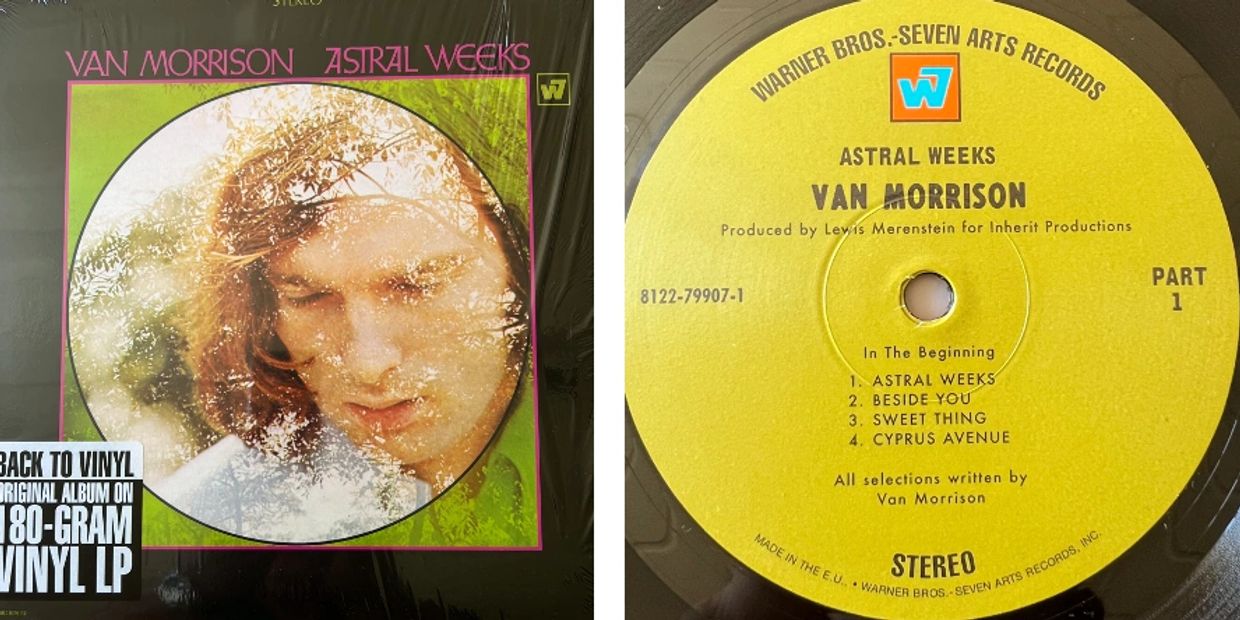 STEREO
VAN MORRISON ASTRAL WEEKS
W7
BACK TO VINYL
ORIGINAL ALBUM ON
180-GRAM
VINYL LP
WARNER BROS.-SEVEN ARTS RECORDS
W7
ASTRAL WEEKS
VAN MORRISON
Produced by Lewis Merenstein for Inherit Productions
8122-79907-1
PART
1
In The Beginning
1. ASTRAL WEEKS
2. BESIDE YOU
3. SWEET THING
4. CYPRUS AVENUE
All selections written by
Van Morrison
STEREO
MADE IN THE E.U.. • WARNER BROS.-SEVEN ARTS RECORDS, INC.